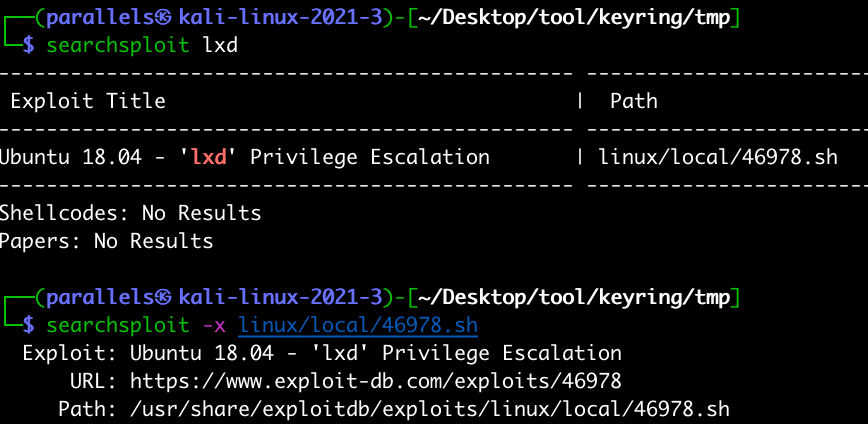 (parallels㉿kali-linux-2021-3)-[~/Desktop/tool/keyring/tmp]
$ searchsploit lxd
Exploit Title | Path
Ubuntu 18.04 - 'lxd' Privilege Escalation | linux/local/46978.sh
Shellcodes: No Results
Papers: No Results
(parallels㉿kali-linux-2021-3)-[~/Desktop/tool/keyring/tmp]
$ searchsploit -x linux/local/46978.sh
Exploit: Ubuntu 18.04 - 'lxd' Privilege Escalation
URL: https://www.exploit-db.com/exploits/46978
Path: /usr/share/exploitdb/exploits/linux/local/46978.sh